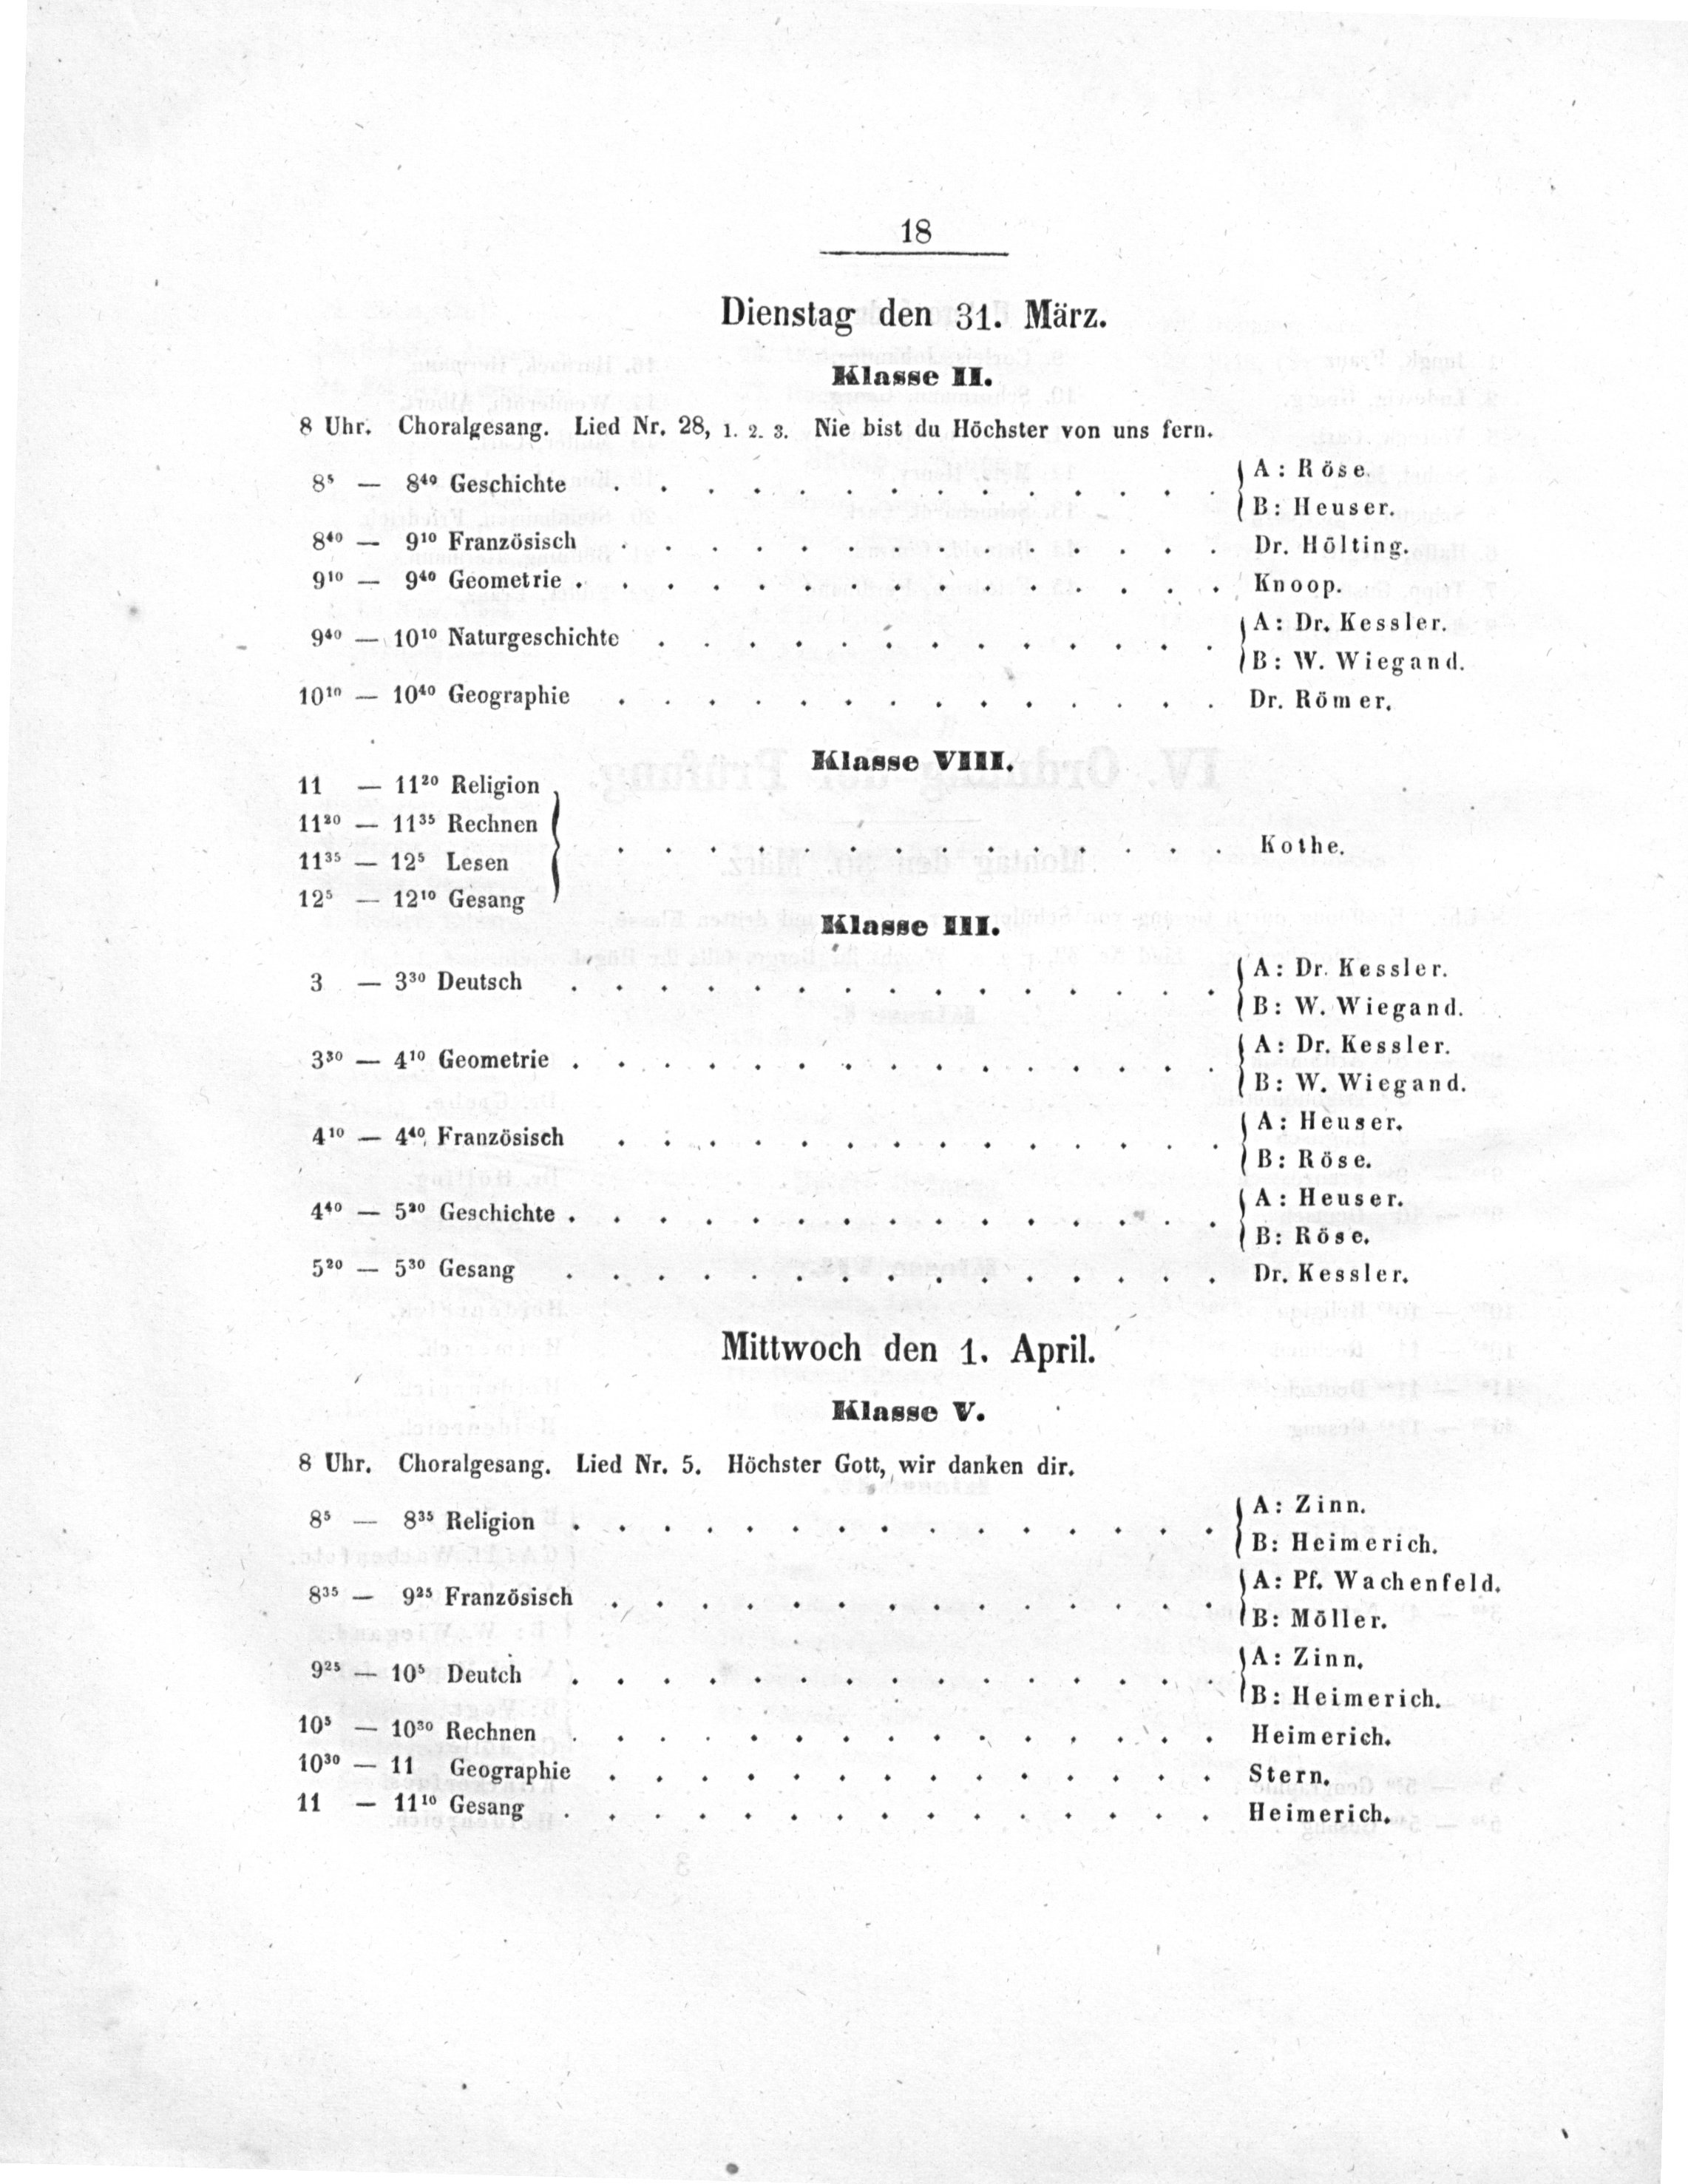 18
Dienstag den 31. März.
Klasse II.
8 Uhr. Choralgesang. Lied Nr. 28, 1. 2. 3. Nie bist du Höchster von uns fern.
8⁵ — 8⁴⁰ Geschichte . . . . . . . . . . . . . . { A: Röse.
B: Heuser.
8⁴⁰ — 9¹⁰ Französisch . . . . . . . . . . . . . . Dr. Hölting.
9¹⁰ — 9⁴⁰ Geometrie . . . . . . . . . . . . . . . Knoop.
9⁴⁰ — 10¹⁰ Naturgeschichte . . . . . . . . . . . . . { A: Dr. Kessler.
B: W. Wiegand.
10¹⁰ — 10⁴⁰ Geographie . . . . . . . . . . . . . . Dr. Römer.
Klasse VIII.
11 — 11²⁰ Religion
11²⁰ — 11³⁵ Rechnen
11³⁵ — 12⁵ Lesen } . . . . . . . . . . . . . . Kothe.
12⁵ — 12¹⁰ Gesang
Klasse III.
3 — 3³⁰ Deutsch . . . . . . . . . . . . . . . { A: Dr. Kessler.
B: W. Wiegand.
3³⁰ — 4¹⁰ Geometrie . . . . . . . . . . . . . . . { A: Dr. Kessler.
B: W. Wiegand.
4¹⁰ — 4⁴⁰ Französisch . . . . . . . . . . . . . . { A: Heuser.
B: Röse.
4⁴⁰ — 5²⁰ Geschichte . . . . . . . . . . . . . . . { A: Heuser.
B: Röse.
5²⁰ — 5³⁰ Gesang . . . . . . . . . . . . . . . Dr. Kessler.
Mittwoch den 1. April.
Klasse V.
8 Uhr. Choralgesang. Lied Nr. 5. Höchster Gott, wir danken dir.
8⁵ — 8³⁵ Religion . . . . . . . . . . . . . . . { A: Zinn.
B: Heimerich.
8³⁵ — 9²⁵ Französisch . . . . . . . . . . . . . . { A: Pf. Wachenfeld.
B: Möller.
9²⁵ — 10⁵ Deutch . . . . . . . . . . . . . . . { A: Zinn.
B: Heimerich.
10⁵ — 10³⁰ Rechnen . . . . . . . . . . . . . . . Heimerich.
10³⁰ — 11 Geographie . . . . . . . . . . . . . . Stern.
11 — 11¹⁰ Gesang . . . . . . . . . . . . . . . Heimerich.